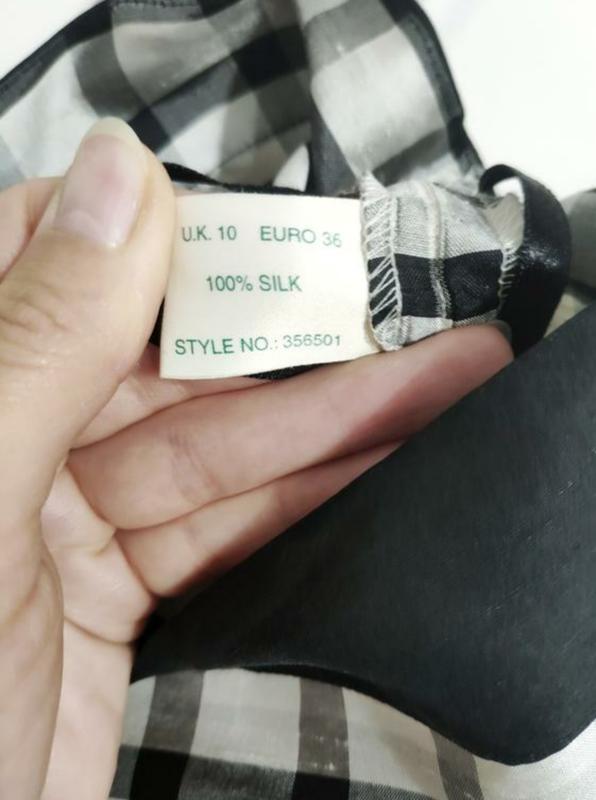 U.K. 10 EURO 36
100% SILK
STYLE NO.: 356501